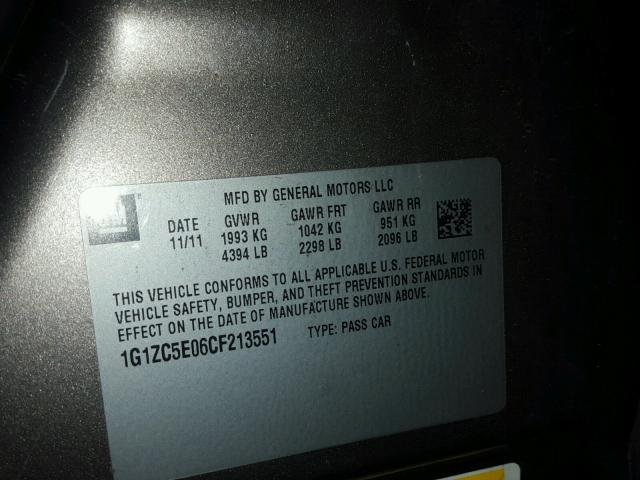 MFD BY GENERAL MOTORS LLC
DATE GVWR GAWR FRT GAWR RR
11/11 1993 KG 1042 KG 951 KG
4394 LB 2298 LB 2096 LB
THIS VEHICLE CONFORMS TO ALL APPLICABLE U.S. FEDERAL MOTOR
VEHICLE SAFETY, BUMPER, AND THEFT PREVENTION STANDARDS IN
EFFECT ON THE DATE OF MANUFACTURE SHOWN ABOVE.
1G1ZC5E06CF213551 TYPE: PASS CAR